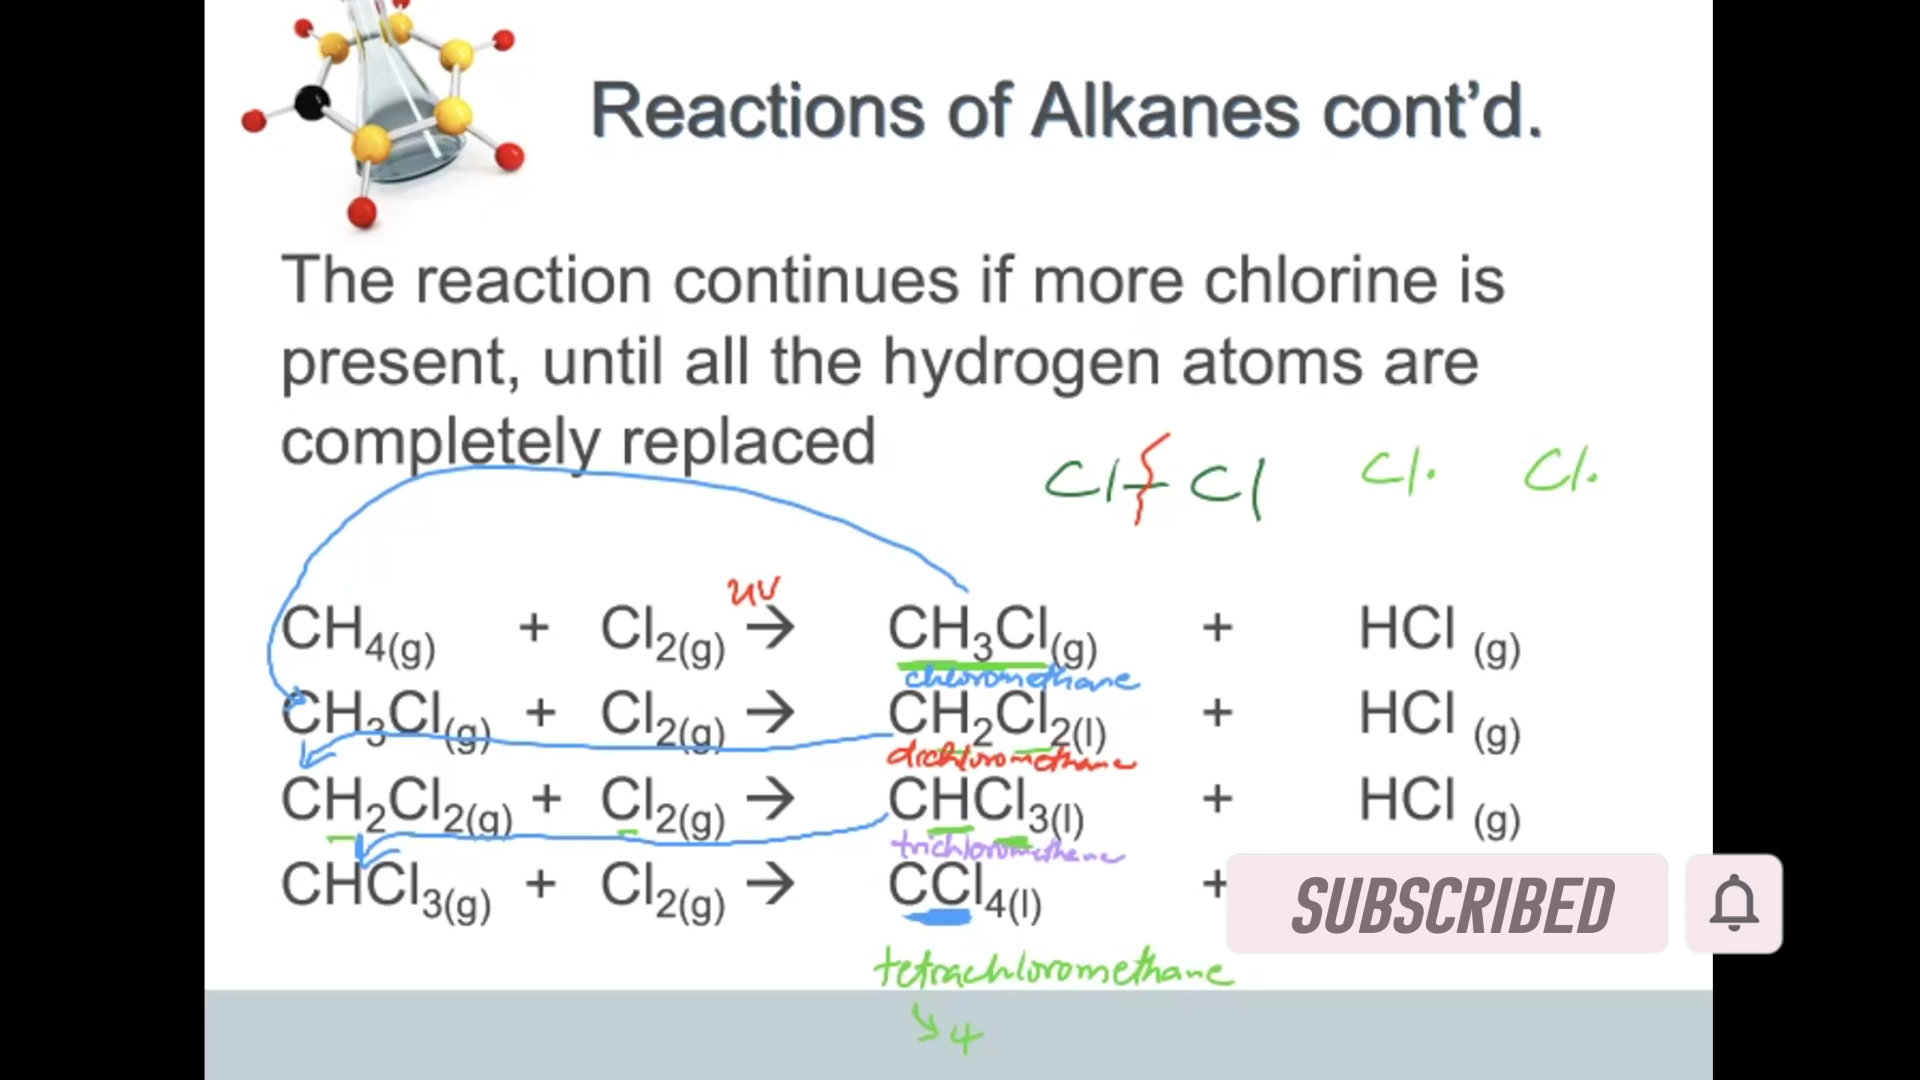 Reactions of Alkanes cont’d.
The reaction continues if more chlorine is
present, until all the hydrogen atoms are
completely replaced
Cl-Cl Cl. Cl.
uv
CH4(g) + Cl2(g) → CH3Cl(g) + HCl (g)
chloromethane
CH3Cl(g) + Cl2(g) → CH2Cl2(l) + HCl (g)
dichloromethane
CH2Cl2(g) + Cl2(g) → CHCl3(l) + HCl (g)
trichloromethane
CHCl3(g) + Cl2(g) → CCl4(l) +
SUBSCRIBED
tetrachloromethane
↘ 4